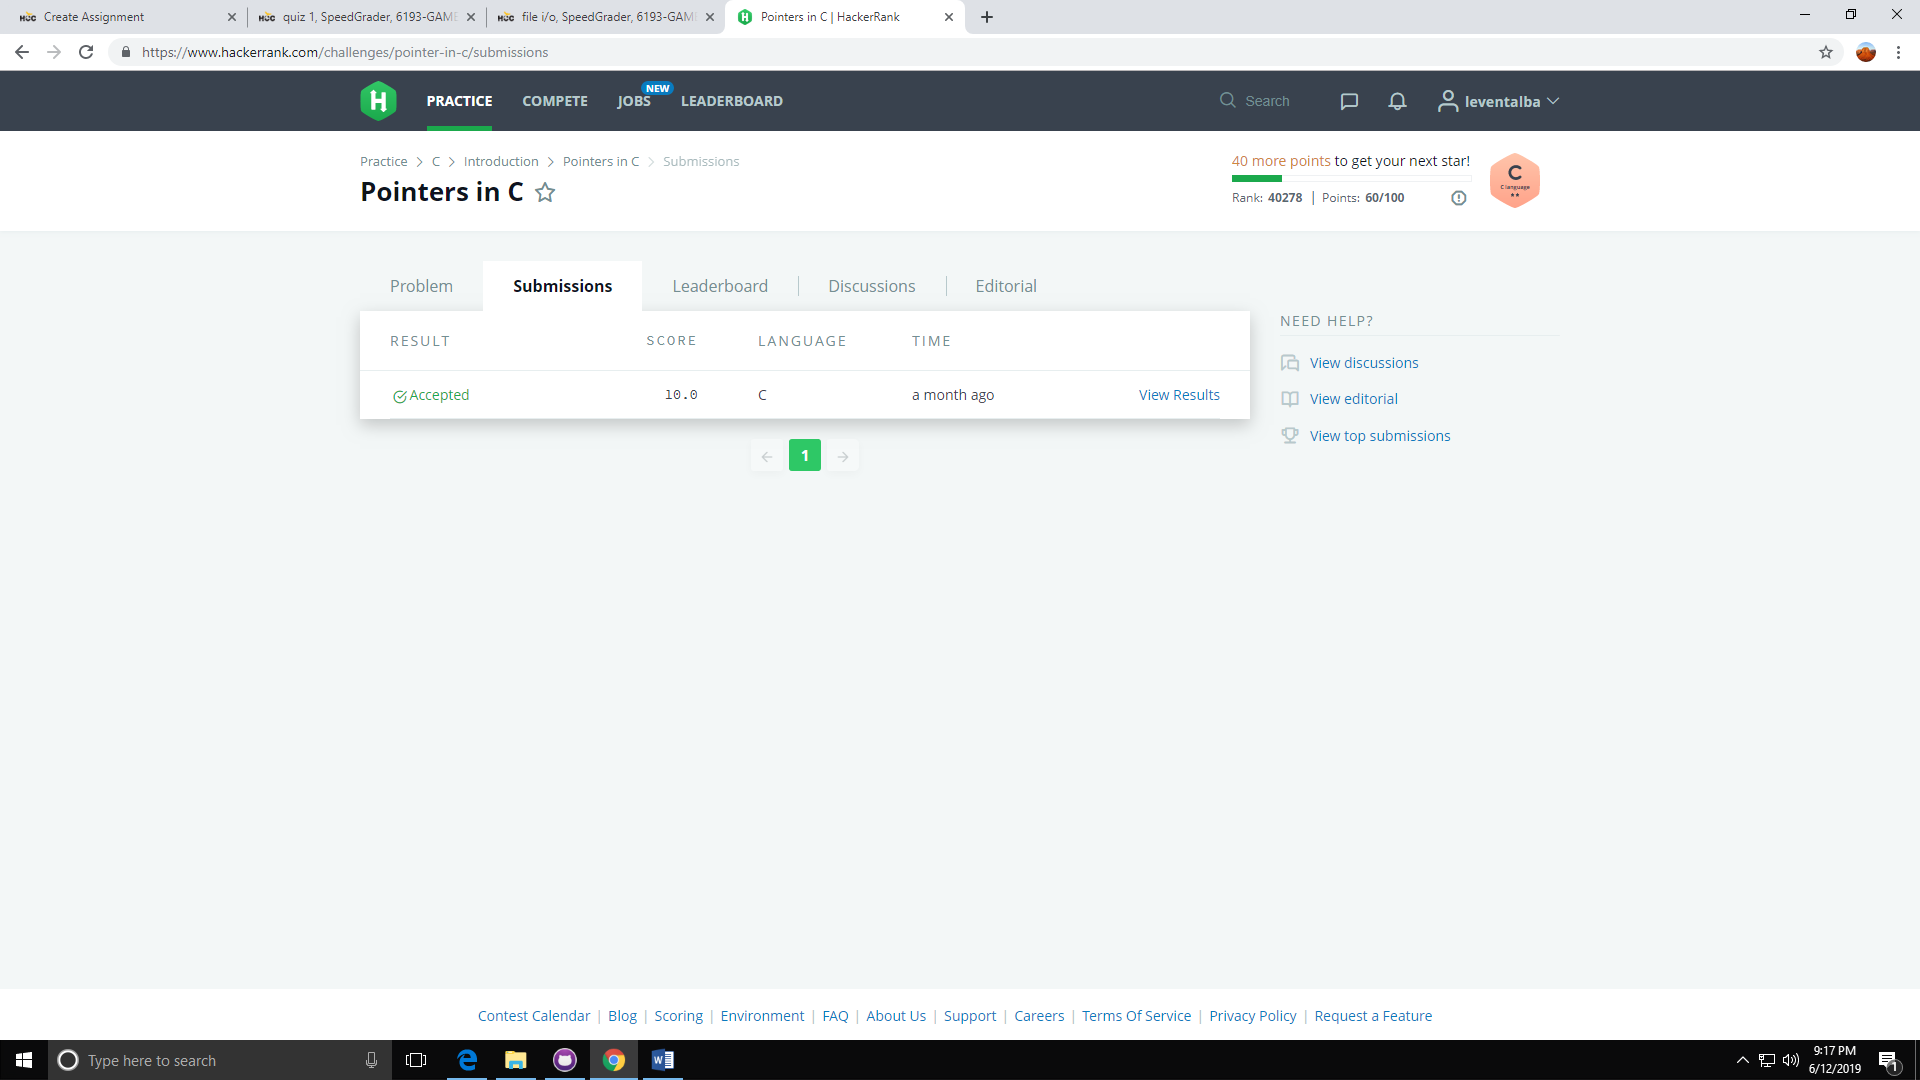 Create Assignment
quiz 1, SpeedGrader, 6193-GAME
file i/o, SpeedGrader, 6193-GAM
Pointers in C | HackerRank
https://www.hackerrank.com/challenges/pointer-in-c/submissions
H PRACTICE COMPETE JOBS NEW LEADERBOARD Search leventalba
Practice > C > Introduction > Pointers in C > Submissions
Pointers in C
40 more points to get your next star!
Rank: 40278 | Points: 60/100
C
C language
Problem Submissions Leaderboard Discussions Editorial
RESULT SCORE LANGUAGE TIME
Accepted 10.0 C a month ago View Results
1
NEED HELP?
View discussions
View editorial
View top submissions
Contest Calendar | Blog | Scoring | Environment | FAQ | About Us | Support | Careers | Terms Of Service | Privacy Policy | Request a Feature
Type here to search
9:17 PM
6/12/2019
1